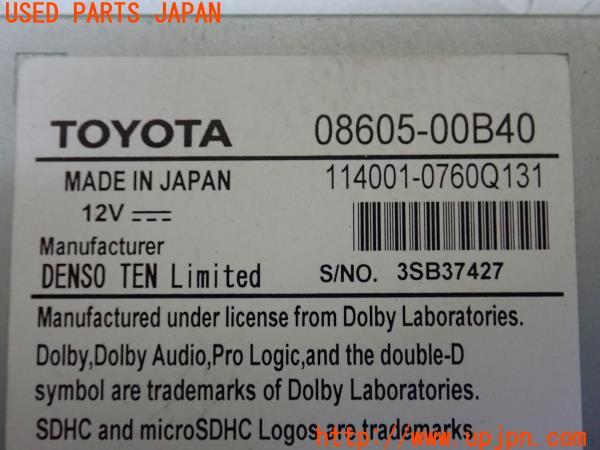 USED PARTS JAPAN
TOYOTA 08605-00B40
MADE IN JAPAN 114001-0760Q131
12V
Manufacturer
DENSO TEN Limited S/NO. 3SB37427
Manufactured under license from Dolby Laboratories.
Dolby,Dolby Audio,Pro Logic,and the double-D
symbol are trademarks of Dolby Laboratories.
SDHC and microSDHC Logos are trademarks
http://www.upjpn.com